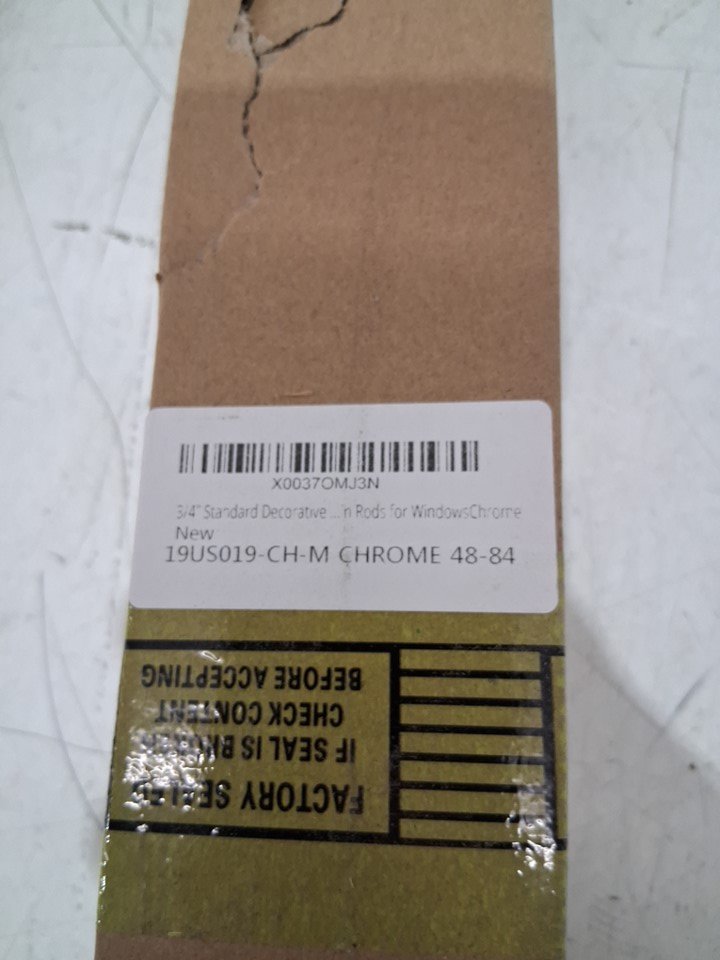 X0037OMJ3N
3/4" Standard Decorative ...in Rods for WindowsChrome
New
19US019-CH-M CHROME 48-84
FACTORY SEALED
IF SEAL IS BROKEN
CHECK CONTENT
BEFORE ACCEPTING